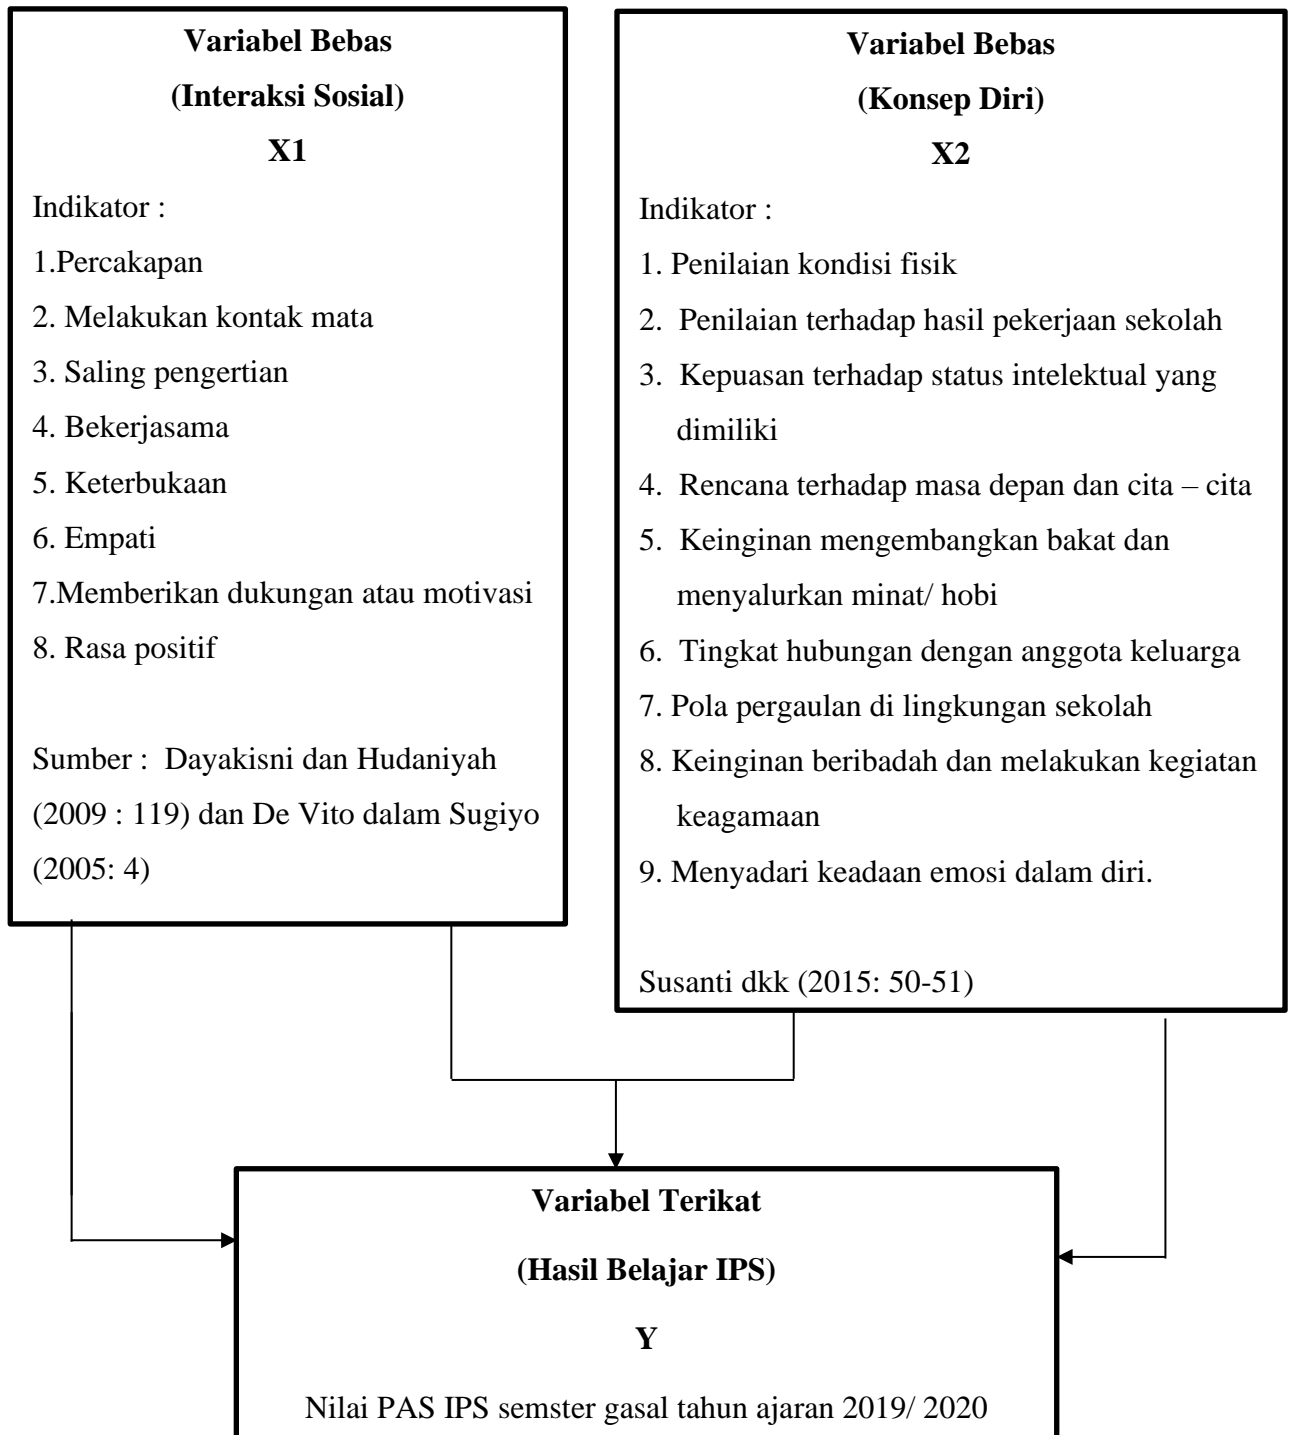 Variabel Bebas
(Interaksi Sosial)
X1
Indikator :
1.Percakapan
2. Melakukan kontak mata
3. Saling pengertian
4. Bekerjasama
5. Keterbukaan
6. Empati
7.Memberikan dukungan atau motivasi
8. Rasa positif
Sumber : Dayakisni dan Hudaniyah
(2009 : 119) dan De Vito dalam Sugiyo
(2005: 4)
Variabel Bebas
(Konsep Diri)
X2
Indikator :
1. Penilaian kondisi fisik
2. Penilaian terhadap hasil pekerjaan sekolah
3. Kepuasan terhadap status intelektual yang
dimiliki
4. Rencana terhadap masa depan dan cita – cita
5. Keinginan mengembangkan bakat dan
menyalurkan minat/ hobi
6. Tingkat hubungan dengan anggota keluarga
7. Pola pergaulan di lingkungan sekolah
8. Keinginan beribadah dan melakukan kegiatan
keagamaan
9. Menyadari keadaan emosi dalam diri.
Susanti dkk (2015: 50-51)
Variabel Terikat
(Hasil Belajar IPS)
Y
Nilai PAS IPS semster gasal tahun ajaran 2019/ 2020